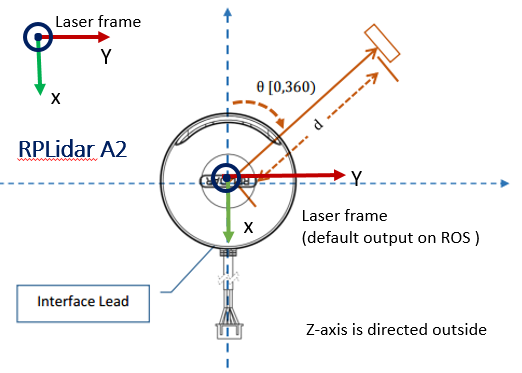 Laser frame
Y
x
θ [0,360)
d
RPLidar A2
Y
x
Laser frame
(default output on ROS )
Interface Lead
Z-axis is directed outside